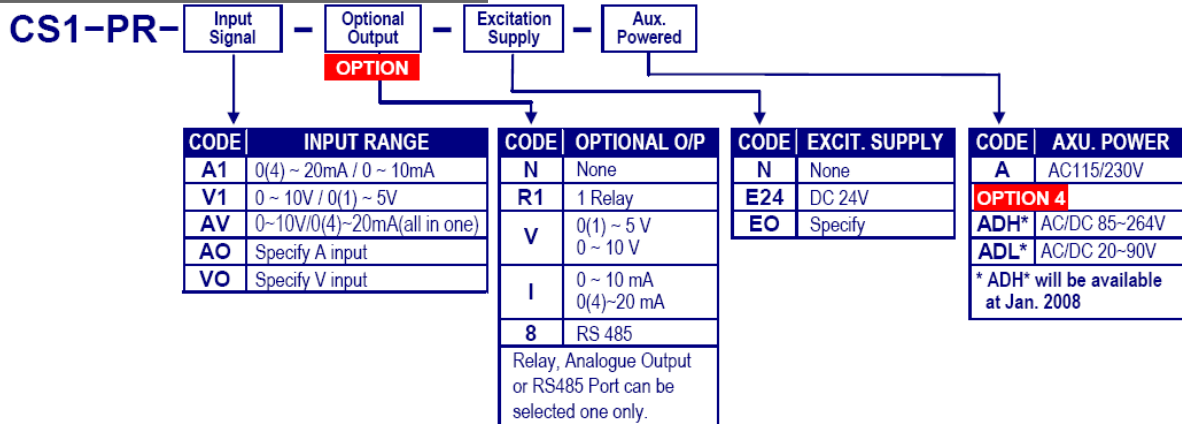 CS1-PR- Input Signal - Optional Output - Excitation Supply - Aux. Powered
OPTION
CODE INPUT RANGE
A1 0(4) ~ 20mA / 0 ~ 10mA
V1 0 ~ 10V / 0(1) ~ 5V
AV 0~10V/0(4)~20mA(all in one)
AO Specify A input
VO Specify V input
CODE OPTIONAL O/P
N None
R1 1 Relay
V 0(1) ~ 5 V
0 ~ 10 V
I 0 ~ 10 mA
0(4)~20 mA
8 RS 485
Relay, Analogue Output
or RS485 Port can be
selected one only.
CODE EXCIT. SUPPLY
N None
E24 DC 24V
EO Specify
CODE AXU. POWER
A AC115/230V
OPTION 4
ADH* AC/DC 85~264V
ADL* AC/DC 20~90V
* ADH* will be available
at Jan. 2008